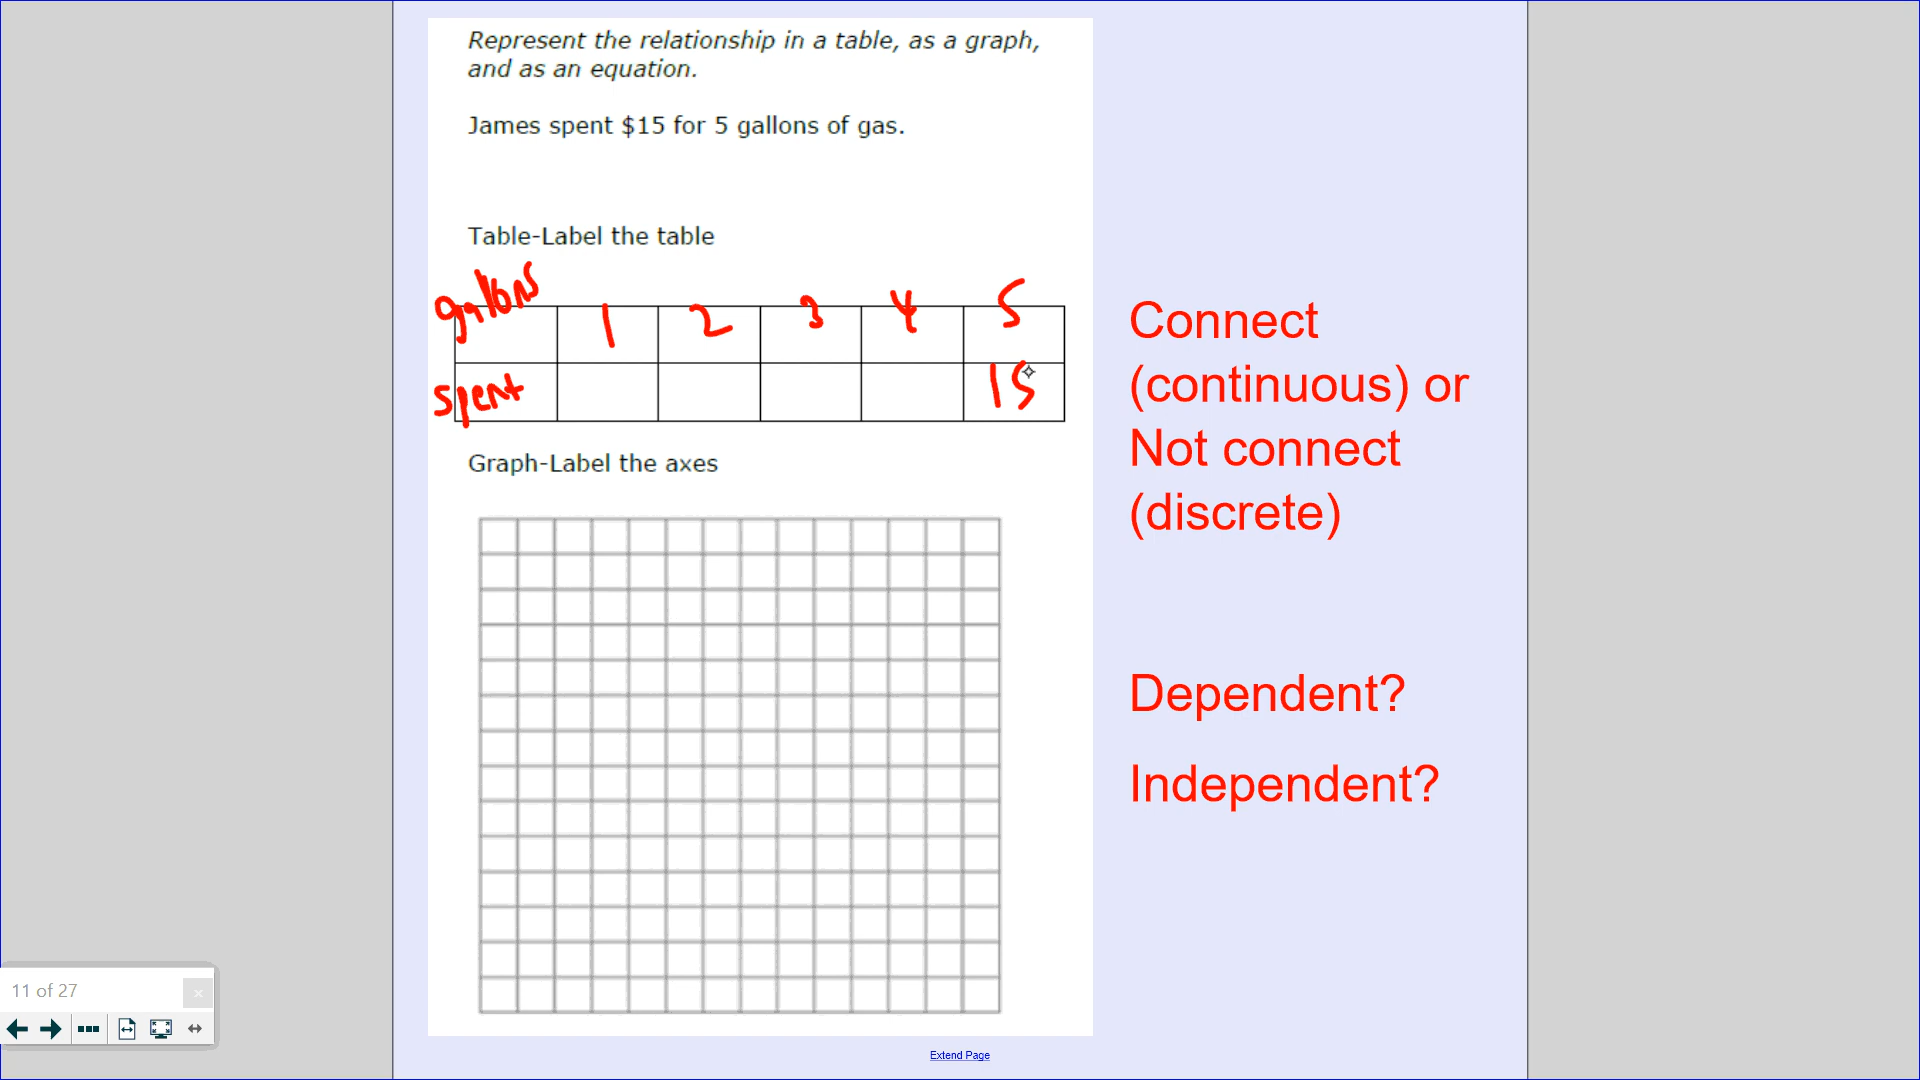 Represent the relationship in a table, as a graph,
and as an equation.
James spent $15 for 5 gallons of gas.
Table-Label the table
gallons 1 2 3 4 5
spent 15
Graph-Label the axes
Connect
(continuous) or
Not connect
(discrete)
Dependent?
Independent?
11 of 27
Extend Page